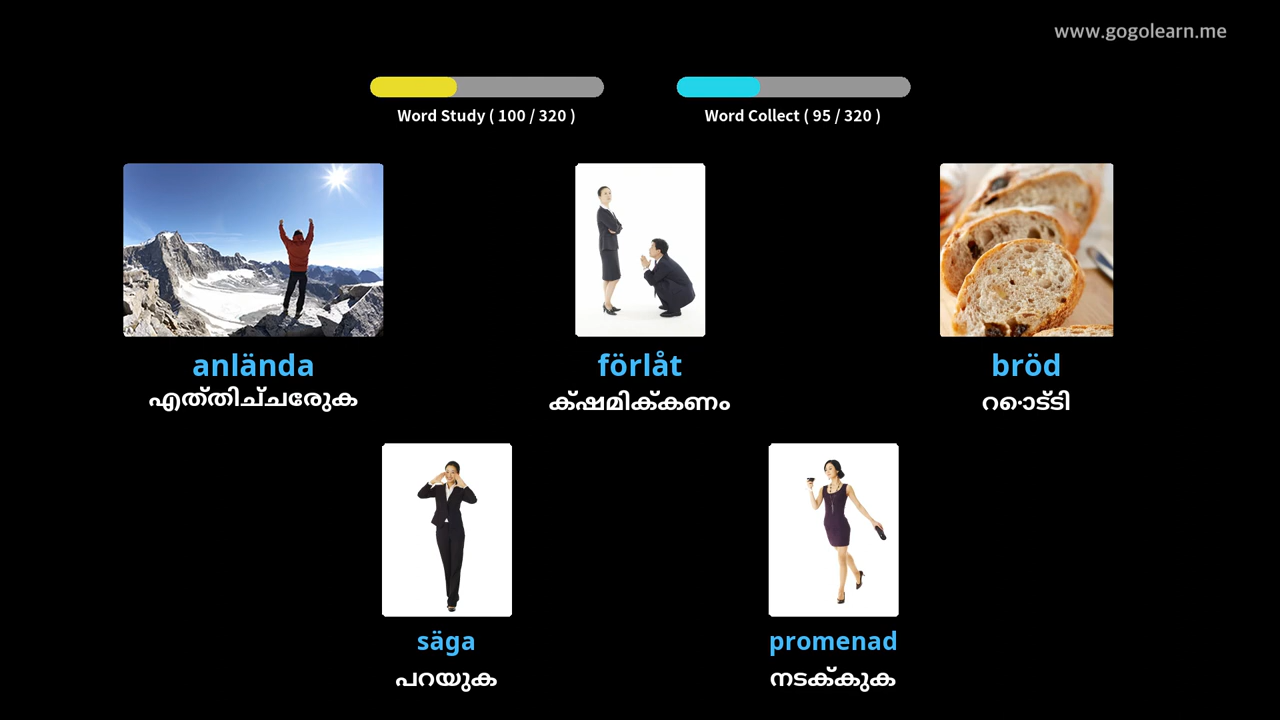 www.gogolearn.me
Word Study ( 100 / 320 )
Word Collect ( 95 / 320 )
anlända
förlåt
bröd
എത്തിച്ചേരുക
ക്ഷമിക്കണം
റൊട്ടി
säga
promenad
പറയുക
നടക്കുക